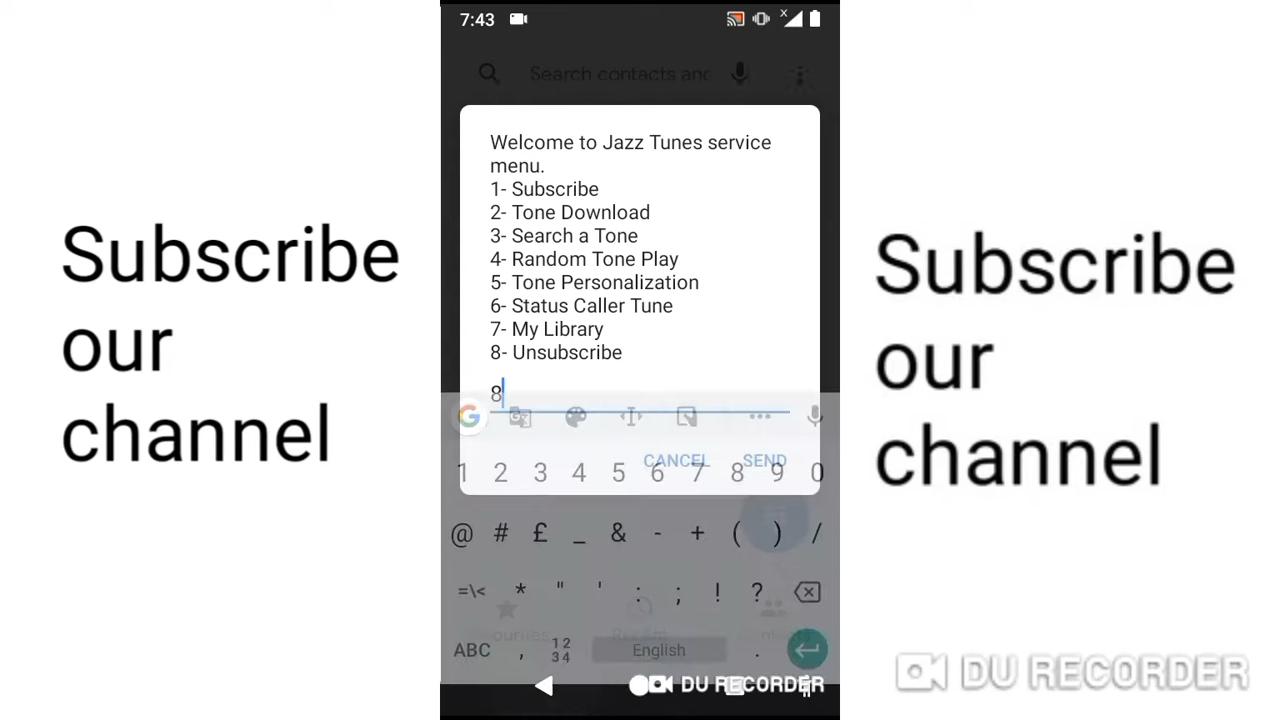 7:43
Search contacts and
Subscribe
our
channel
Welcome to Jazz Tunes service
menu.
1- Subscribe
2- Tone Download
3- Search a Tone
4- Random Tone Play
5- Tone Personalization
6- Status Caller Tune
7- My Library
8- Unsubscribe
8
CANCEL SEND
1 2 3 4 5 6 7 8 9 0
@ # £ _ & - + ( ) /
=\< * " ' : ; ! ?
ABC , 12 34 English .
DU RECORDER
Subscribe
our
channel
DU RECORDER